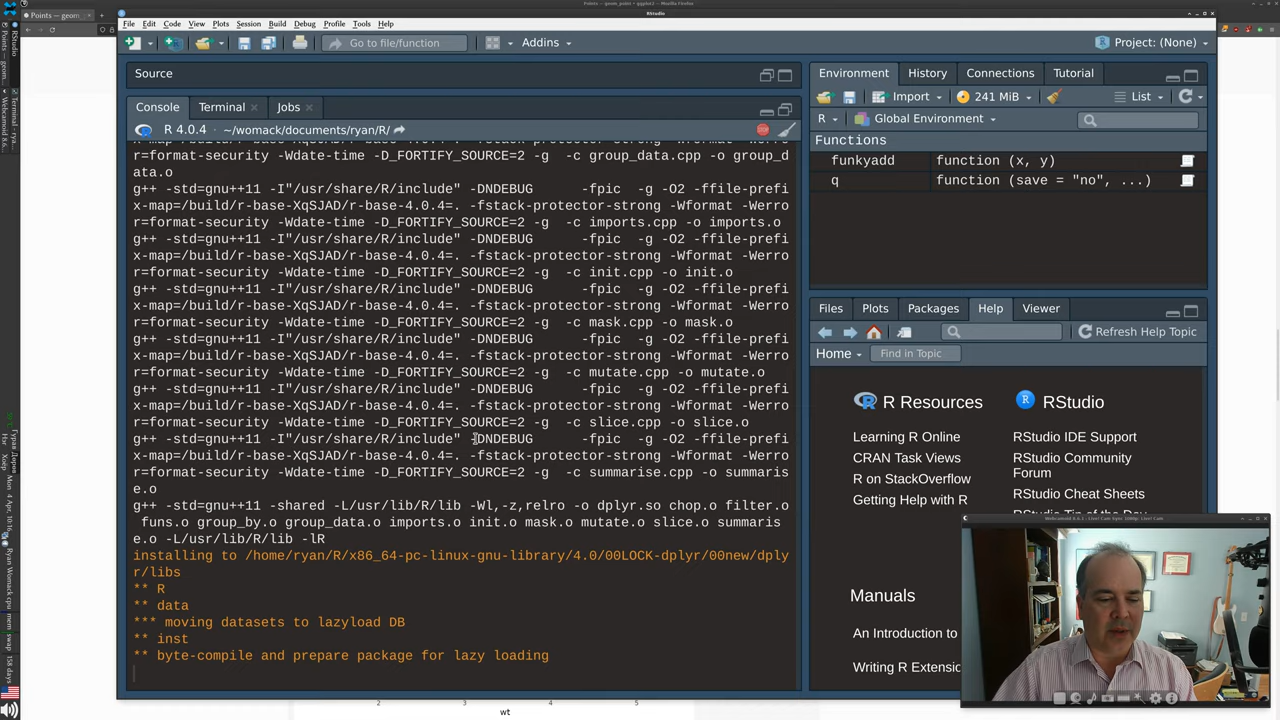 Points — geom_point • ggplot2 — Mozilla Firefox
Points — geom_
RStudio
File Edit Code View Plots Session Build Debug Profile Tools Help
Go to file/function
Addins
Project: (None)
Source
Console Terminal Jobs
R 4.0.4 · ~/womack/documents/ryan/R/
r=format-security -Wdate-time -D_FORTIFY_SOURCE=2 -g  -c group_data.cpp -o group_d
ata.o
g++ -std=gnu++11 -I"/usr/share/R/include" -DNDEBUG      -fpic  -g -O2 -ffile-prefi
x-map=/build/r-base-XqSJAD/r-base-4.0.4=. -fstack-protector-strong -Wformat -Werro
r=format-security -Wdate-time -D_FORTIFY_SOURCE=2 -g  -c imports.cpp -o imports.o
g++ -std=gnu++11 -I"/usr/share/R/include" -DNDEBUG      -fpic  -g -O2 -ffile-prefi
x-map=/build/r-base-XqSJAD/r-base-4.0.4=. -fstack-protector-strong -Wformat -Werro
r=format-security -Wdate-time -D_FORTIFY_SOURCE=2 -g  -c init.cpp -o init.o
g++ -std=gnu++11 -I"/usr/share/R/include" -DNDEBUG      -fpic  -g -O2 -ffile-prefi
x-map=/build/r-base-XqSJAD/r-base-4.0.4=. -fstack-protector-strong -Wformat -Werro
r=format-security -Wdate-time -D_FORTIFY_SOURCE=2 -g  -c mask.cpp -o mask.o
g++ -std=gnu++11 -I"/usr/share/R/include" -DNDEBUG      -fpic  -g -O2 -ffile-prefi
x-map=/build/r-base-XqSJAD/r-base-4.0.4=. -fstack-protector-strong -Wformat -Werro
r=format-security -Wdate-time -D_FORTIFY_SOURCE=2 -g  -c mutate.cpp -o mutate.o
g++ -std=gnu++11 -I"/usr/share/R/include" -DNDEBUG      -fpic  -g -O2 -ffile-prefi
x-map=/build/r-base-XqSJAD/r-base-4.0.4=. -fstack-protector-strong -Wformat -Werro
r=format-security -Wdate-time -D_FORTIFY_SOURCE=2 -g  -c slice.cpp -o slice.o
g++ -std=gnu++11 -I"/usr/share/R/include" -DNDEBUG      -fpic  -g -O2 -ffile-prefi
x-map=/build/r-base-XqSJAD/r-base-4.0.4=. -fstack-protector-strong -Wformat -Werro
r=format-security -Wdate-time -D_FORTIFY_SOURCE=2 -g  -c summarise.cpp -o summaris
e.o
g++ -std=gnu++11 -shared -L/usr/lib/R/lib -Wl,-z,relro -o dplyr.so chop.o filter.o
funs.o group_by.o group_data.o imports.o init.o mask.o mutate.o slice.o summaris
e.o -L/usr/lib/R/lib -lR
installing to /home/ryan/R/x86_64-pc-linux-gnu-library/4.0/00LOCK-dplyr/00new/dply
r/libs
** R
** data
*** moving datasets to lazyload DB
** inst
** byte-compile and prepare package for lazy loading
Environment History Connections Tutorial
Import 241 MiB List
R Global Environment
Functions
funkyadd function (x, y)
q function (save = "no", ...)
Files Plots Packages Help Viewer
Refresh Help Topic
Home Find in Topic
R Resources
RStudio
Learning R Online
RStudio IDE Support
CRAN Task Views
RStudio Community
Forum
R on StackOverflow
RStudio Cheat Sheets
Getting Help with R
RStudio Tip of the
Manuals
An Introduction to
Writing R Extensio
2 3 5
wt